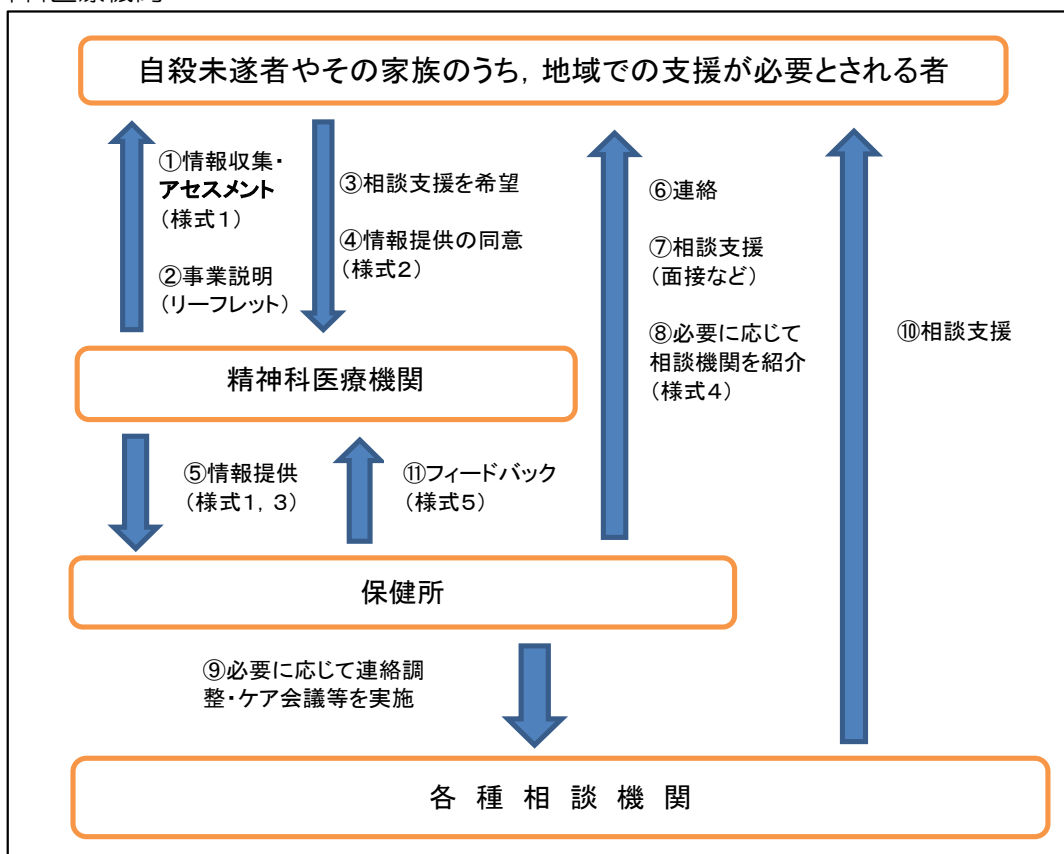 自殺未遂者やその家族のうち，地域での支援が必要とされる者
①情報収集・
アセスメント
（様式１）
②事業説明
（リーフレット）
③相談支援を希望
④情報提供の同意
（様式２）
⑥連絡
⑦相談支援
（面接など）
⑧必要に応じて
相談機関を紹介
（様式４）
⑩相談支援
精神科医療機関
⑤情報提供
（様式１，３）
⑪フィードバック
（様式５）
保健所
⑨必要に応じて連絡調
整・ケア会議等を実施
各種相談機関